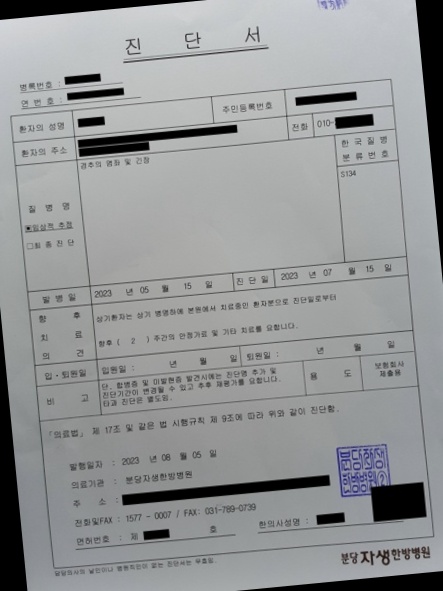 진 단 서
병록번호 :
연 번 호 :
환자의 성명
주민등록번호
환자의 주소
전화 010-
질 병 명
▣임상적 추정
□최 종 진 단
경추의 염좌 및 긴장
한 국 질 병
분 류 번 호
S134
발 병 일 2023 년 05 월 15 일 진 단 일 2023 년 07 월 15 일
향 후
치 료
의 견
상기환자는 상기 병명하에 본원에서 치료중인 환자분으로 진단일로부터
향후 ( 2 ) 주간의 안정가료 및 기타 치료를 요합니다.
입·퇴원일 입원일 : 년 월 일 퇴원일 : 년 월 일
비 고
단, 합병증 및 미발현증 발견시에는 진단명 추가 및
진단기간이 변경될 수 있고 추후 재평가를 요합니다.
타과 진단은 별도임.
용 도
보험회사
제출용
「의료법」 제 17조 및 같은 법 시행규칙 제 9조에 따라 위와 같이 진단함.
발행일자 : 2023 년 08 월 05 일
의료기관 : 분당자생한방병원
주 소 :
전화및FAX : 1577 - 0007 / FAX: 031-789-0739
면허번호 : 제 호 한의사성명 :
분당자생
한방병원
담당의사의 날인이나 병원직인이 없는 진단서는 무효임.
분당 자생한방병원